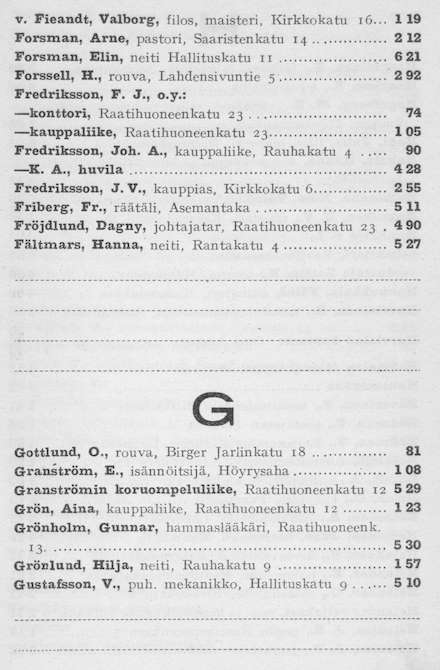 v. Fieandt, Valborg, filos, maisteri, Kirkkokatu 16... 1 19
Forsman, Arne, pastori, Saaristenkatu 14 ............... 2 12
Forsman, Elin, neiti Hallituskatu 11 ..................... 6 21
Forssell, H., rouva, Lahdensivuntie 5..................... 2 92
Fredriksson, F. J., o.y.:
—konttori, Raatihuoneenkatu 23 ......................... 74
—kauppaliike, Raatihuoneenkatu 23....................... 1 05
Fredriksson, Joh. A., kauppaliike, Rauhakatu 4 ...... 90
—K. A., huvila ................................................ 4 28
Fredriksson, J. V., kauppias, Kirkkokatu 6............... 2 55
Friberg, Fr., räätäli, Asemantaka ......................... 5 11
Fröjdlund, Dagny, johtajatar, Raatihuoneenkatu 23 . 4 90
Fältmars, Hanna, neiti, Rantakatu 4 ..................... 5 27
G
Gottlund, O., rouva, Birger Jarlinkatu 18 ............... 81
Granström, E., isännöitsijä, Höyrysaha.................. 1 08
Granströmin koruompeluliike, Raatihuoneenkatu 12 5 29
Grön, Aina, kauppaliike, Raatihuoneenkatu 12 ......... 1 23
Grönholm, Gunnar, hammaslääkäri, Raatihuoneenk.
13. ............................................................ 5 30
Grönlund, Hilja, neiti, Rauhakatu 9 ..................... 1 57
Gustafsson, V., puh. mekanikko, Hallituskatu 9 ...... 5 10